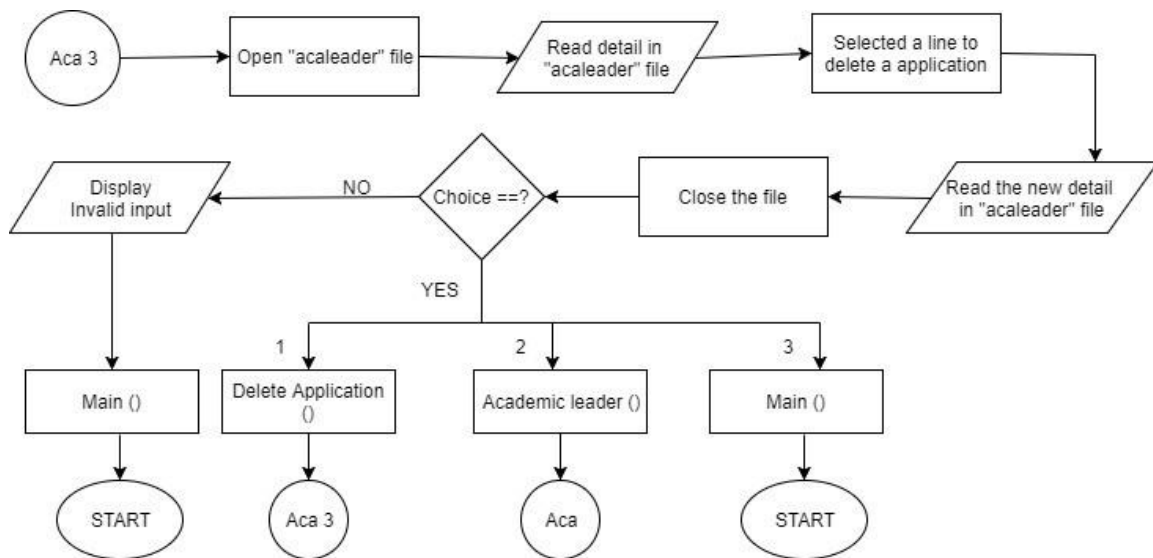 Aca 3
Open "acaleader" file
Read detail in
"acaleader" file
Selected a line to
delete a application
Display
Invalid input
NO
Choice ==?
Close the file
Read the new detail
in "acaleader" file
YES
1
2
3
Main ()
Delete Application
()
Academic leader ()
Main ()
START
Aca 3
Aca
START